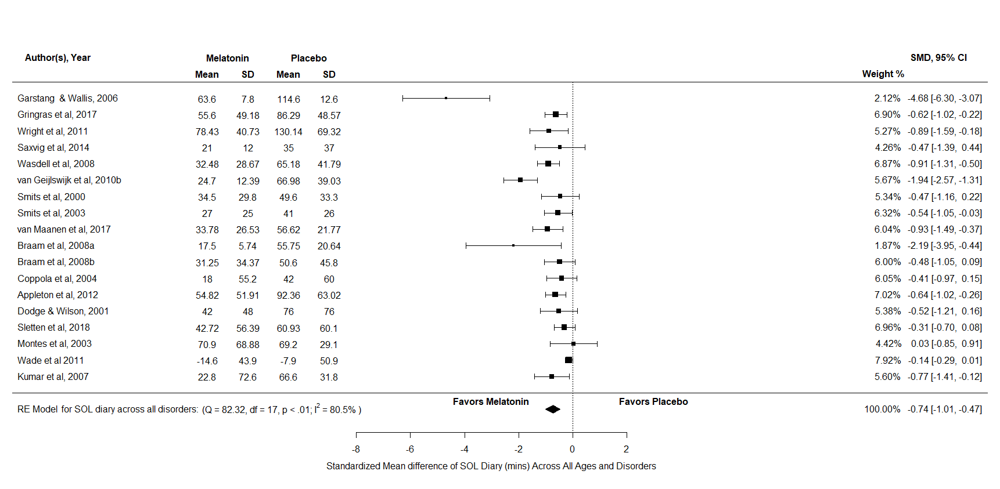 Author(s), Year Melatonin Placebo SMD, 95% CI
Mean SD Mean SD Weight %
Garstang & Wallis, 2006 63.6 7.8 114.6 12.6 2.12% -4.68 [-6.30, -3.07]
Gringras et al, 2017 55.6 49.18 86.29 48.57 6.90% -0.62 [-1.02, -0.22]
Wright et al, 2011 78.43 40.73 130.14 69.32 5.27% -0.89 [-1.59, -0.18]
Saxvig et al, 2014 21 12 35 37 4.26% -0.47 [-1.39, 0.44]
Wasdell et al, 2008 32.48 28.67 65.18 41.79 6.87% -0.91 [-1.31, -0.50]
van Geijlswijk et al, 2010b 24.7 12.39 66.98 39.03 5.67% -1.94 [-2.57, -1.31]
Smits et al, 2000 34.5 29.8 49.6 33.3 5.34% -0.47 [-1.16, 0.22]
Smits et al, 2003 27 25 41 26 6.32% -0.54 [-1.05, -0.03]
van Maanen et al, 2017 33.78 26.53 56.62 21.77 6.04% -0.93 [-1.49, -0.37]
Braam et al, 2008a 17.5 5.74 55.75 20.64 1.87% -2.19 [-3.95, -0.44]
Braam et al, 2008b 31.25 34.37 50.6 45.8 6.00% -0.48 [-1.05, 0.09]
Coppola et al, 2004 18 55.2 42 60 6.05% -0.41 [-0.97, 0.15]
Appleton et al, 2012 54.82 51.91 92.36 63.02 7.02% -0.64 [-1.02, -0.26]
Dodge & Wilson, 2001 42 48 76 76 5.38% -0.52 [-1.21, 0.16]
Sletten et al, 2018 42.72 56.39 60.93 60.1 6.96% -0.31 [-0.70, 0.08]
Montes et al, 2003 70.9 68.88 69.2 29.1 4.42% 0.03 [-0.85, 0.91]
Wade et al 2011 -14.6 43.9 -7.9 50.9 7.92% -0.14 [-0.29, 0.01]
Kumar et al, 2007 22.8 72.6 66.6 31.8 5.60% -0.77 [-1.41, -0.12]
Favors Melatonin Favors Placebo
RE Model for SOL diary across all disorders: (Q = 82.32, df = 17, p < .01; I² = 80.5% ) 100.00% -0.74 [-1.01, -0.47]
-8 -6 -4 -2 0 2
Standardized Mean difference of SOL Diary (mins) Across All Ages and Disorders